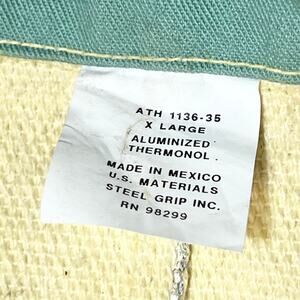 ATH 1136-35
X LARGE
ALUMINIZED
THERMONOL
MADE IN MEXICO
U.S. MATERIALS
STEEL GRIP INC.
RN 98299